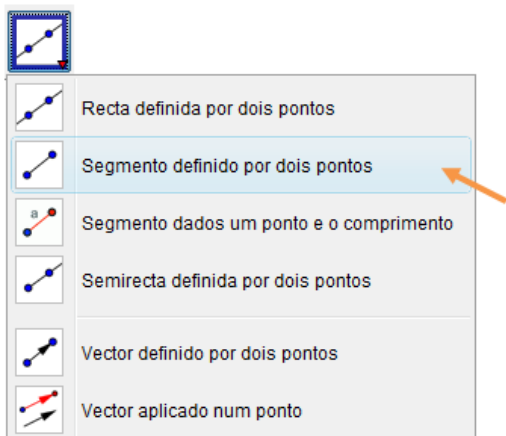 Recta definida por dois pontos
Segmento definido por dois pontos
a
Segmento dados um ponto e o comprimento
Semirecta definida por dois pontos
Vector definido por dois pontos
Vector aplicado num ponto